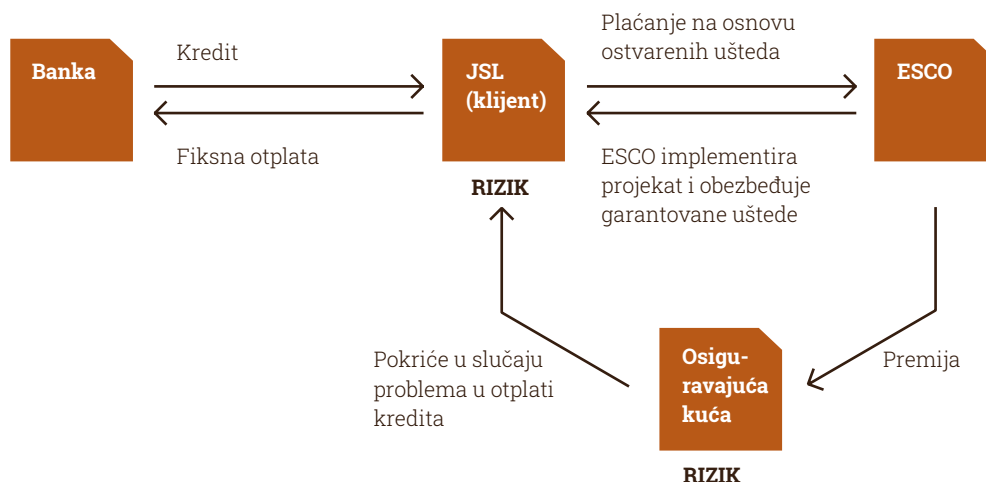 Banka
Kredit
Fiksna otplata
JSL
(klijent)
RIZIK
Plaćanje na osnovu
ostvarenih ušteda
ESCO implementira
projekat i obezbeđuje
garantovane uštede
ESCO
Pokriće u slučaju
problema u otplati
kredita
Osigu-
ravajuća
kuća
RIZIK
Premija